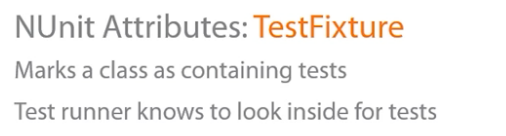 NUnit Attributes: TestFixture
Marks a class as containing tests
Test runner knows to look inside for tests